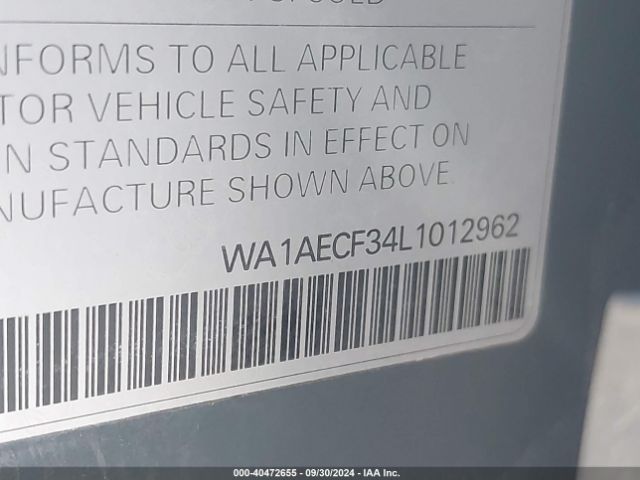 NFORMS TO ALL APPLICABLE
TOR VEHICLE SAFETY AND
N STANDARDS IN EFFECT ON
NUFACTURE SHOWN ABOVE.
WA1AECF34L1012962
000-40472655 - 09/30/2024 - IAA Inc.